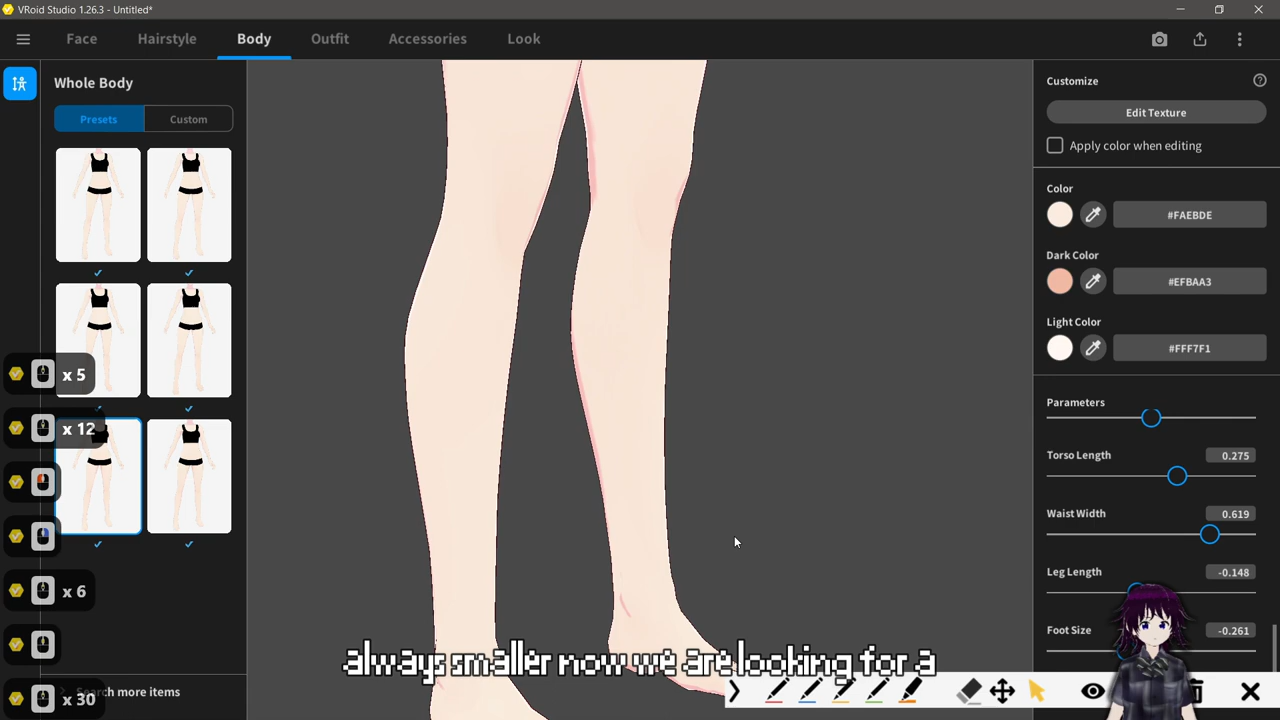 VRoid Studio 1.26.3 - Untitled*
Face Hairstyle Body Outfit Accessories Look
Whole Body
Presets Custom
x 5
x 12
x 6
x 30
rch more items
Customize
Edit Texture
Apply color when editing
Color
#FAEBDE
Dark Color
#EFBAA3
Light Color
#FFF7F1
Parameters
Torso Length 0.275
Waist Width 0.619
Leg Length -0.148
Foot Size -0.261
always smaller now we are looking for a